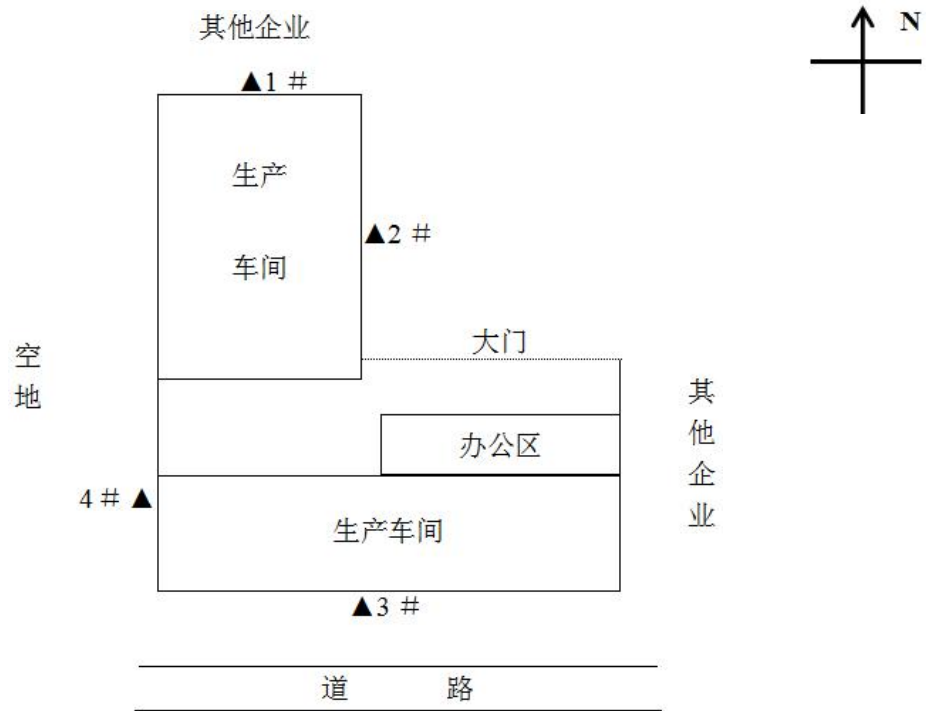 其他企业
N
▲1 #
生产
▲2 #
车间
大门
空地
其他企业
办公区
4 # ▲
生产车间
▲3 #
道 路